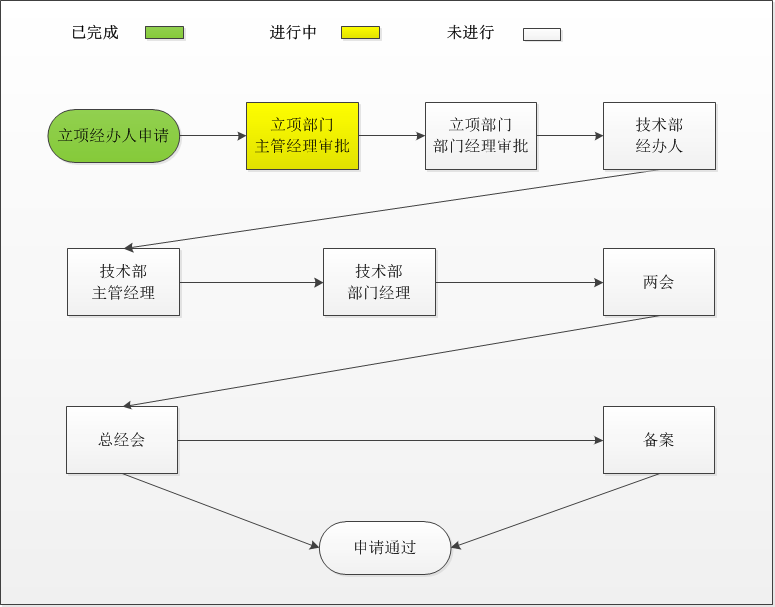 已完成
进行中
未进行
立项经办人申请
立项部门
主管经理审批
立项部门
部门经理审批
技术部
经办人
技术部
主管经理
技术部
部门经理
两会
总经会
备案
申请通过